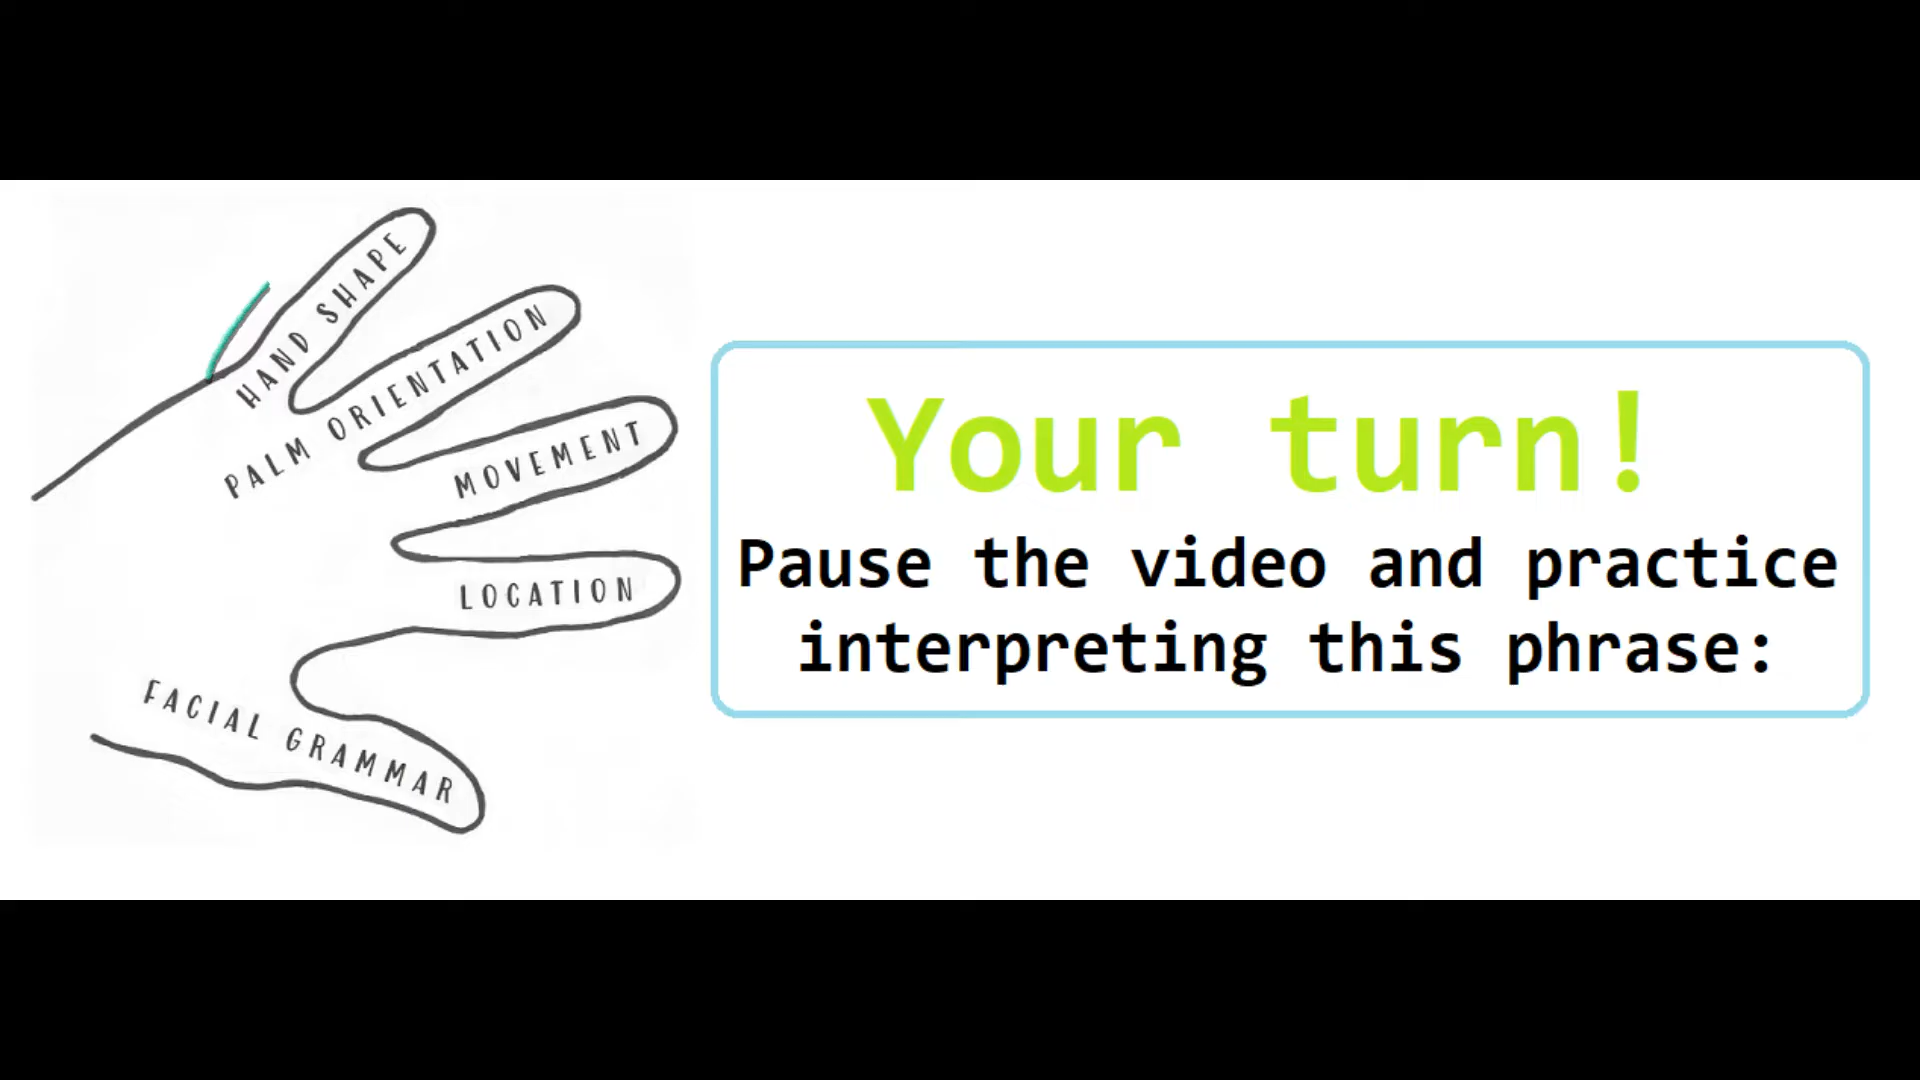 HAND SHAPE
PALM ORIENTATION
MOVEMENT
LOCATION
FACIAL GRAMMAR
Your turn!
Pause the video and practice
interpreting this phrase: